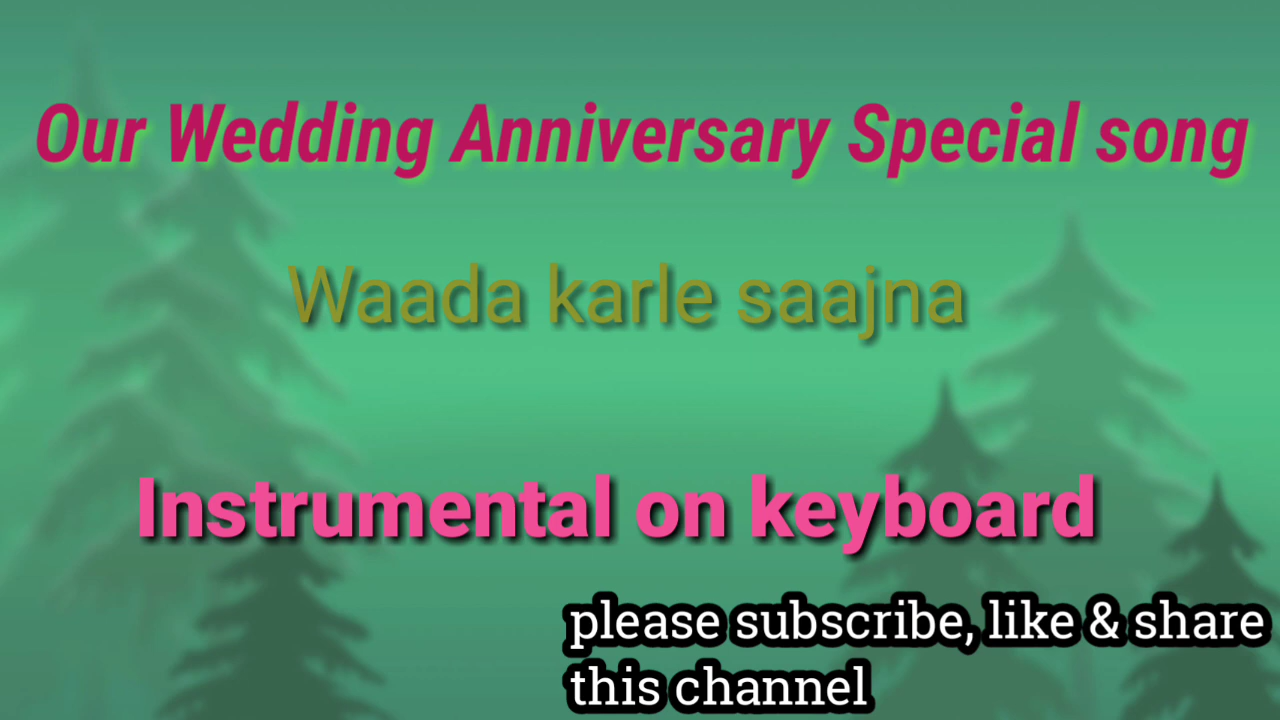 Our Wedding Anniversary Special song
Waada karle saajna
Instrumental on keyboard
please subscribe, like & share
this channel